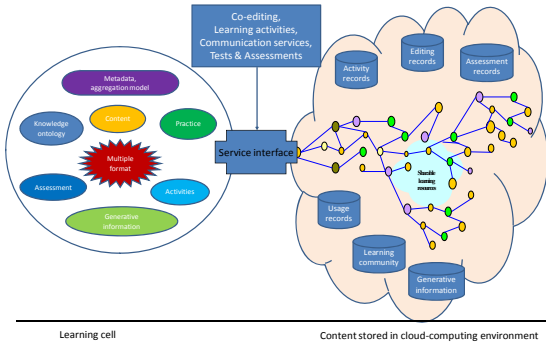 Co-editing,
Learning activities,
Communication services,
Tests & Assessments
Metadata,
aggregation model
Knowledge
ontology
Content
Practice
Multiple
format
Assessment
Activities
Generative
information
Service interface
Activity
records
Editing
records
Assessment
records
Sharable
learning
resources
Usage
records
Learning
community
Generative
information
Learning cell
Content stored in cloud-computing environment